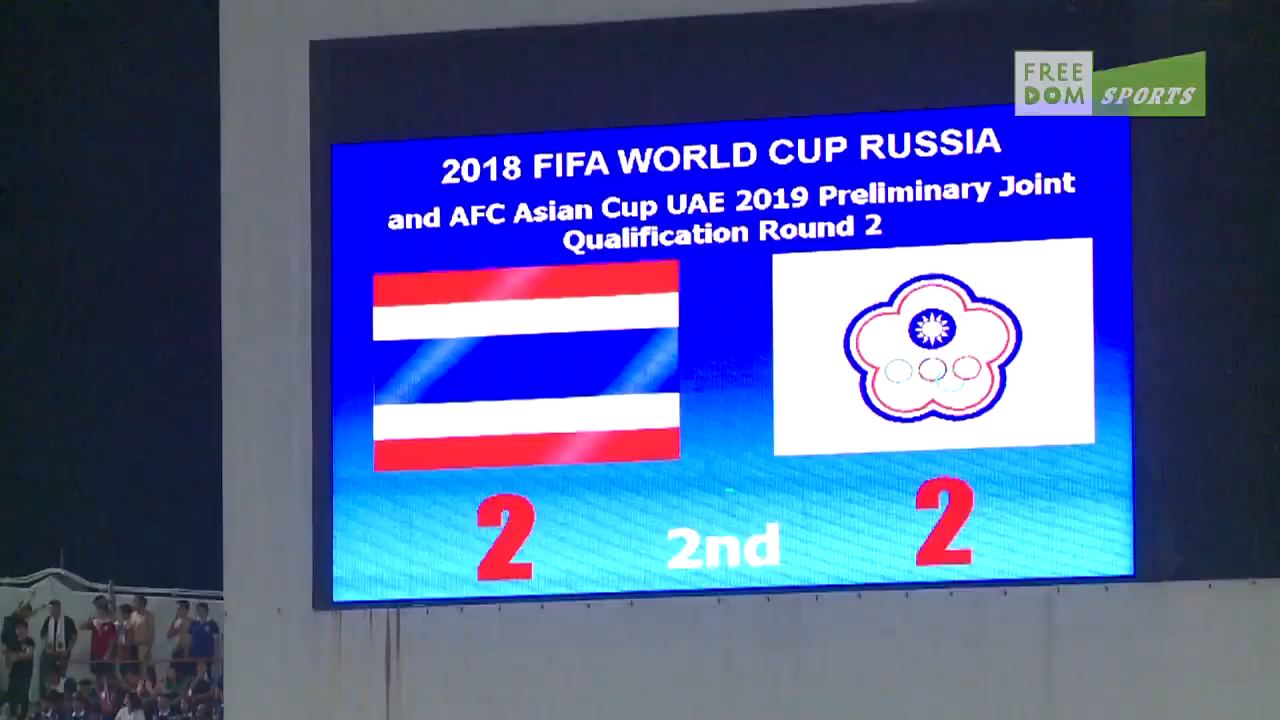 FREE
DOM SPORTS
2018 FIFA WORLD CUP RUSSIA
and AFC Asian Cup UAE 2019 Preliminary Joint
Qualification Round 2
2 2nd 2